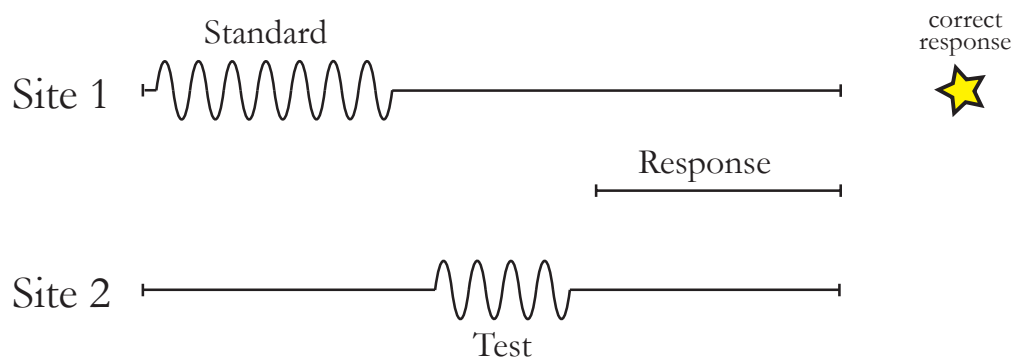 Standard
correct
response
Site 1
Response
Site 2
Test